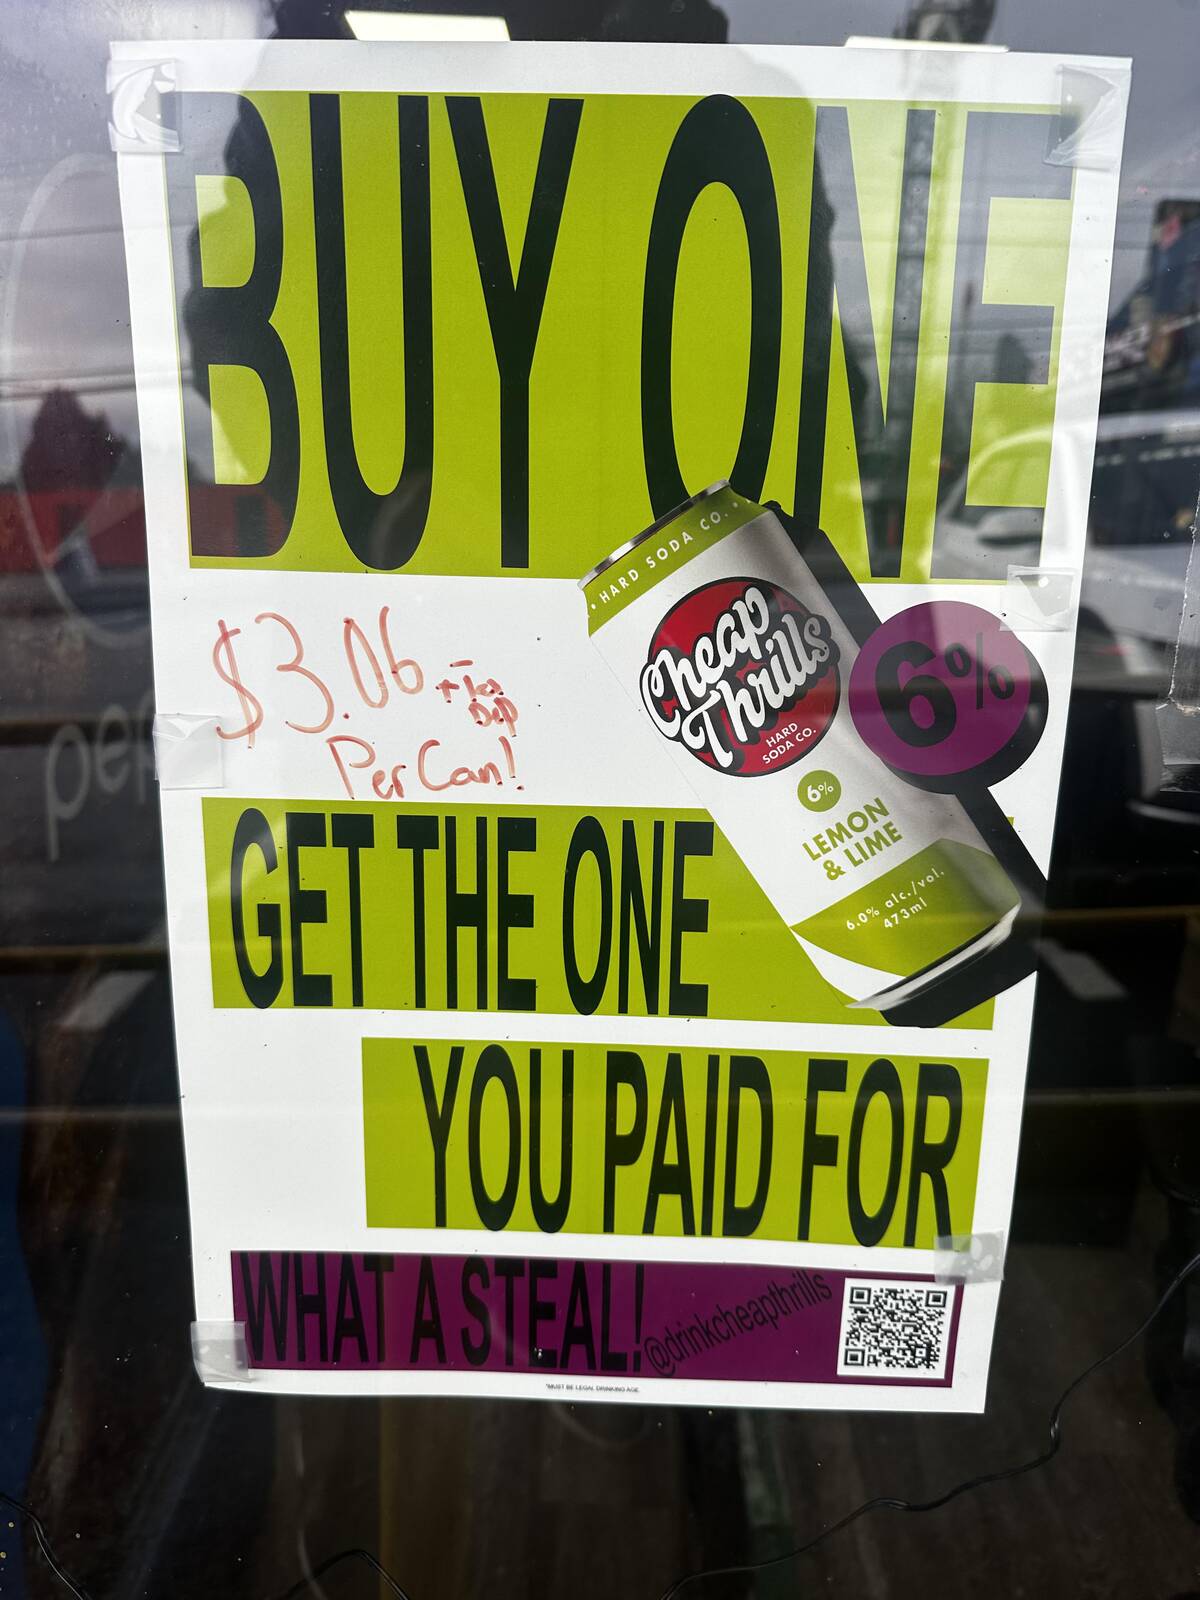 BUY ONE
HARD SODA CO.
Cheap
Thrills
HARD
SODA CO.
6%
6%
LEMON
& LIME
6.0% alc./vol.
473ml
$3.06 + tax
Per Can!
GET THE ONE
YOU PAID FOR
WHAT A STEAL!
@drinkcheapthrills
*MUST BE LEGAL DRINKING AGE.